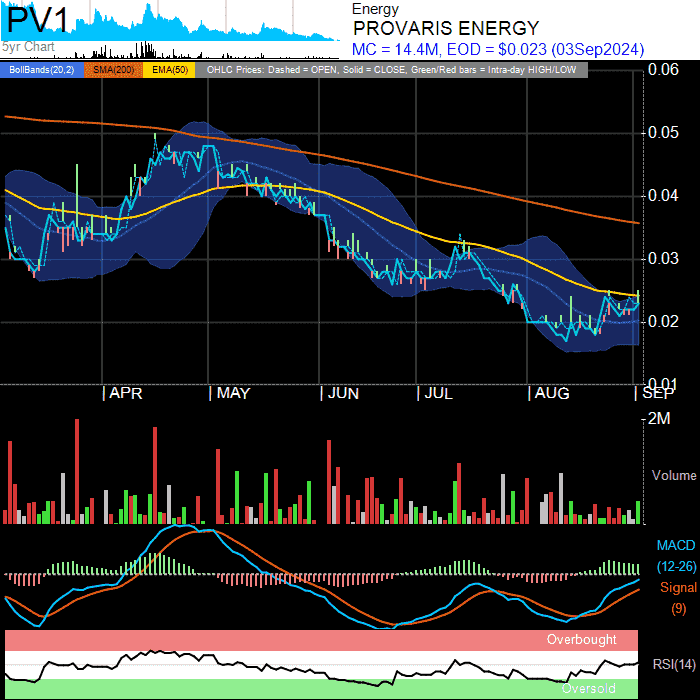 PV1
5yr Chart
Energy
PROVARIS ENERGY
MC = 14.4M, EOD = $0.023 (03Sep2024)
BollBands(20,2) SMA(200) EMA(50) OHLC Prices: Dashed = OPEN, Solid = CLOSE, Green/Red bars = Intra-day HIGH/LOW
0.06
0.05
0.04
0.03
0.02
0.01
APR MAY JUN JUL AUG SEP
2M
Volume
MACD
(12-26)
Signal
(9)
Overbought
RSI(14)
Oversold